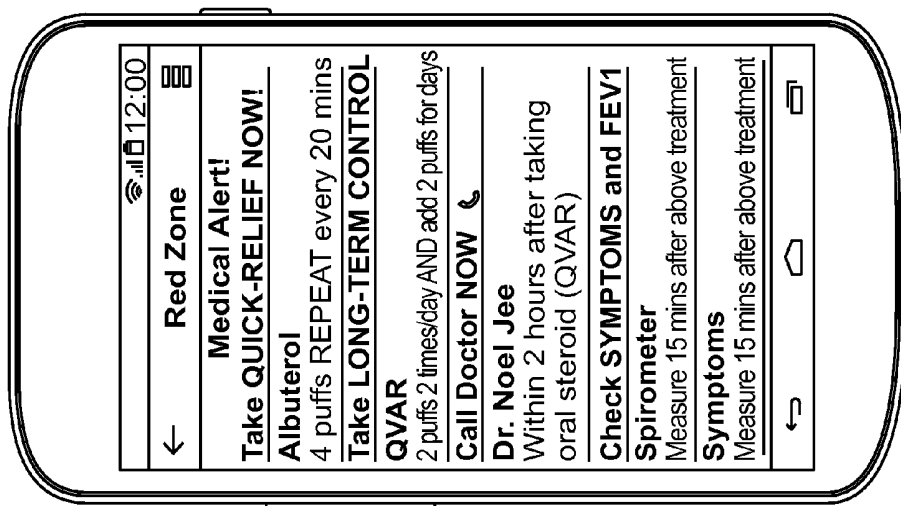 12:00
Red Zone
Medical Alert!
Take QUICK-RELIEF NOW!
Albuterol
4 puffs REPEAT every 20 mins
Take LONG-TERM CONTROL
QVAR
2 puffs 2 times/day AND add 2 puffs for days
Call Doctor NOW
Dr. Noel Jee
Within 2 hours after taking
oral steroid (QVAR)
Check SYMPTOMS and FEV1
Spirometer
Measure 15 mins after above treatment
Symptoms
Measure 15 mins after above treatment